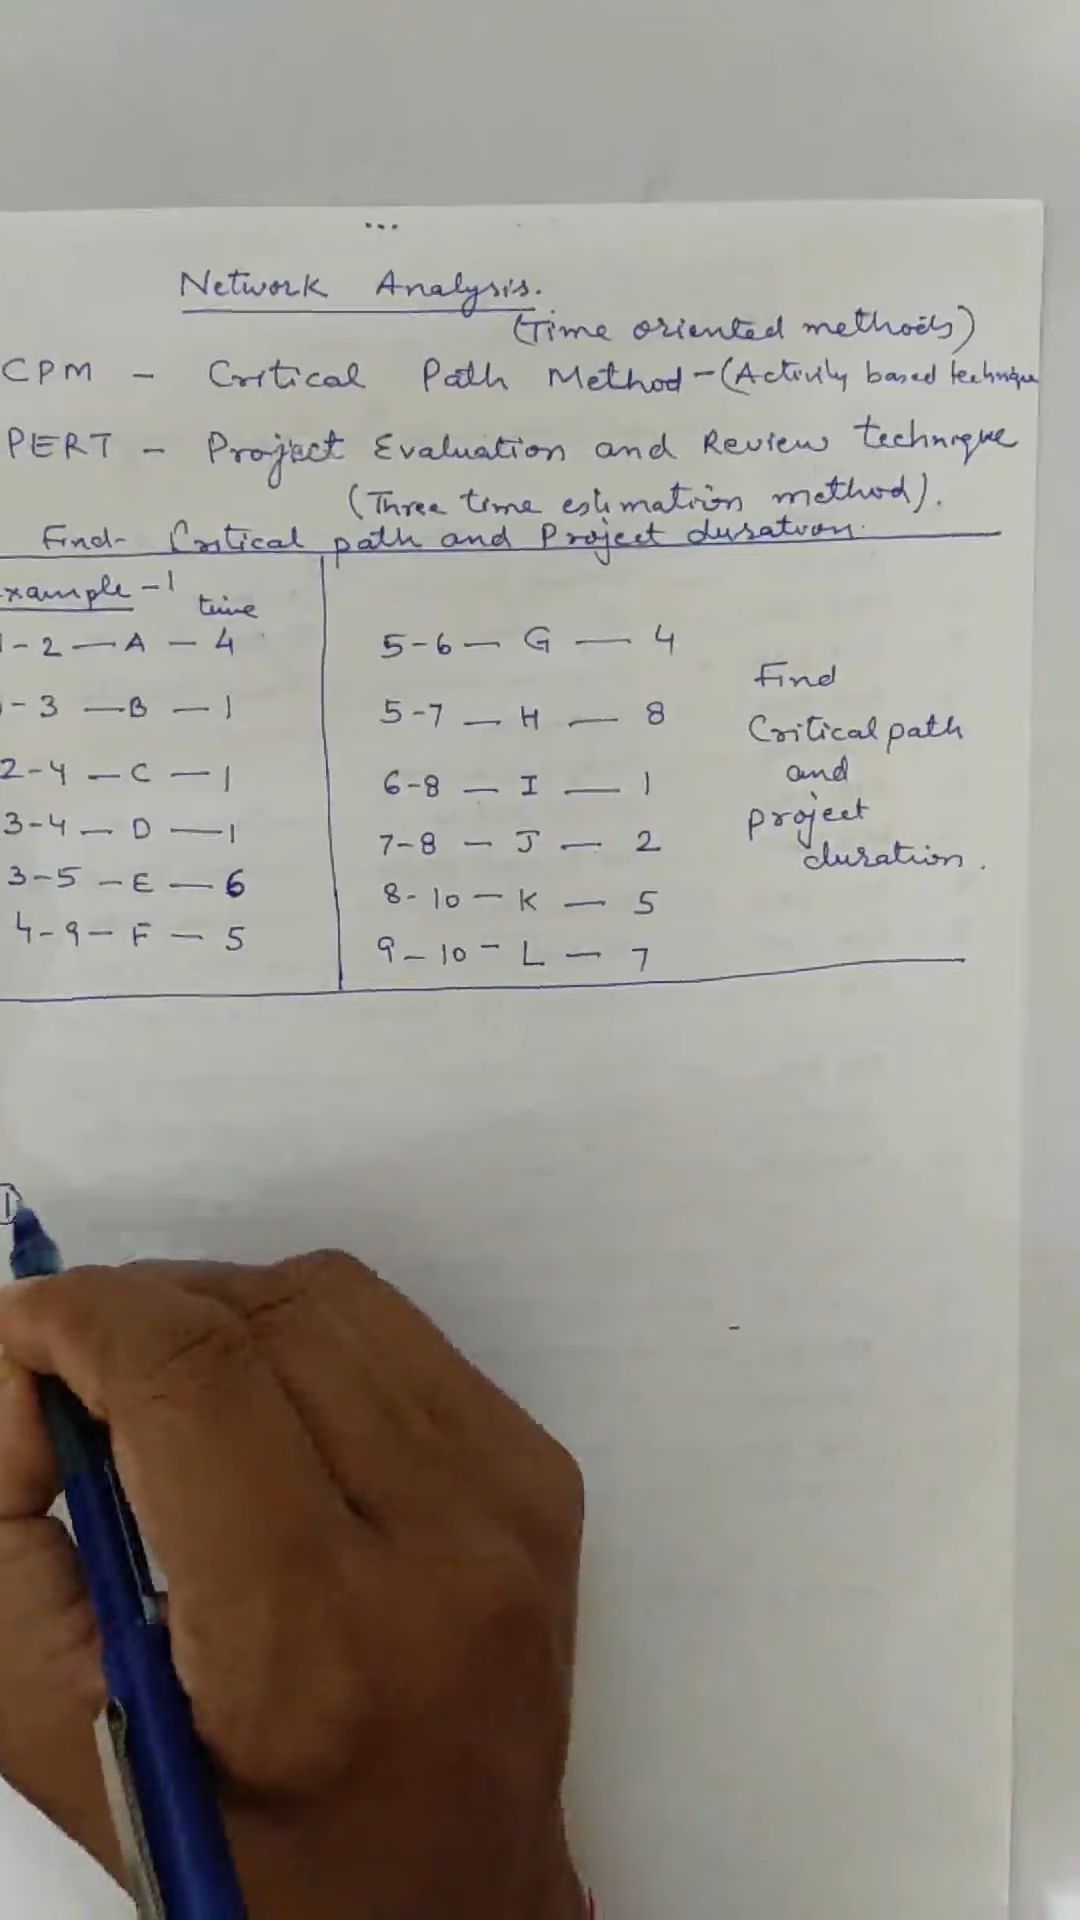 Network Analysis.
(Time oriented methods)
CPM - Critical Path Method - (Activity based technique
PERT - Project Evaluation and Review technique
(Three time estimation method).
Find- Critical path and Project duration.
xample -1
time
1-2 — A — 4
- 3 — B — 1
2-4 — C — 1
3-4 — D — 1
3-5 — E — 6
4-9 — F — 5
5-6 — G — 4
5-7 — H — 8
6-8 — I — 1
7-8 — J — 2
8-10 — K — 5
9-10 - L — 7
Find
Critical path
and
project
duration.
1